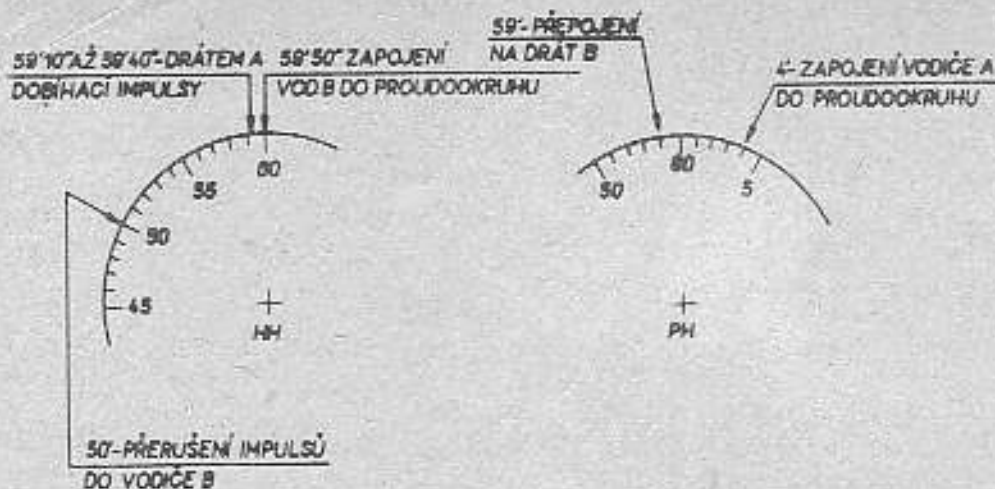 59'10" AŽ 59'40"-DRÁTEM A
DOBÍHACÍ IMPULSY
59'50" ZAPOJENÍ
VOD.B DO PROUDOOKRUHU
59'-PŘEPOJENÍ
NA DRÁT B
4'-ZAPOJENÍ VODIČE A
DO PROUDOOKRUHU
60
55
50
45
HH
50
60
5
PH
50'-PŘERUŠENÍ IMPULSŮ
DO VODIČE B